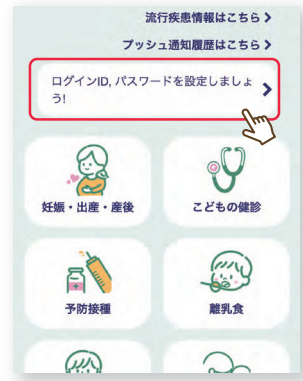 流行疾患情報はこちら
プッシュ通知履歴はこちら
ログインID, パスワードを設定しましょ
う!
妊娠・出産・産後
こどもの健診
予防接種
離乳食